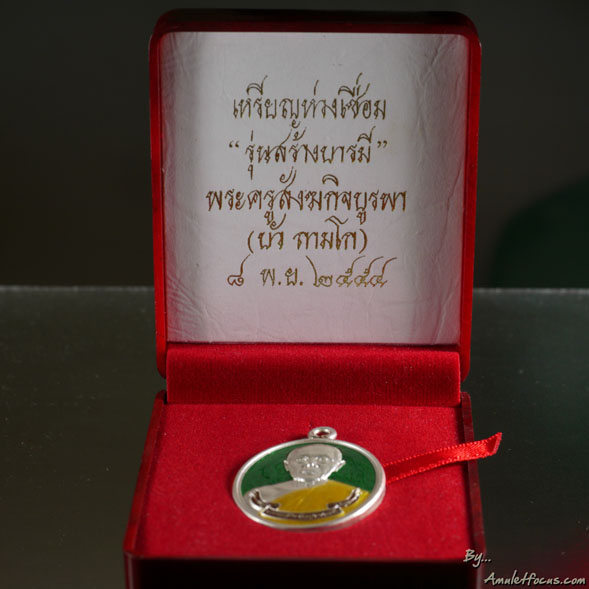 เหรียญห่วงเชื่อม
“รุ่นสร้างบารมี”
พระครูสังฆกิจบูรพา
(บัว ถามโก)
๘ พ.ย. ๒๕๕๔
By...
Amuletfocus.com